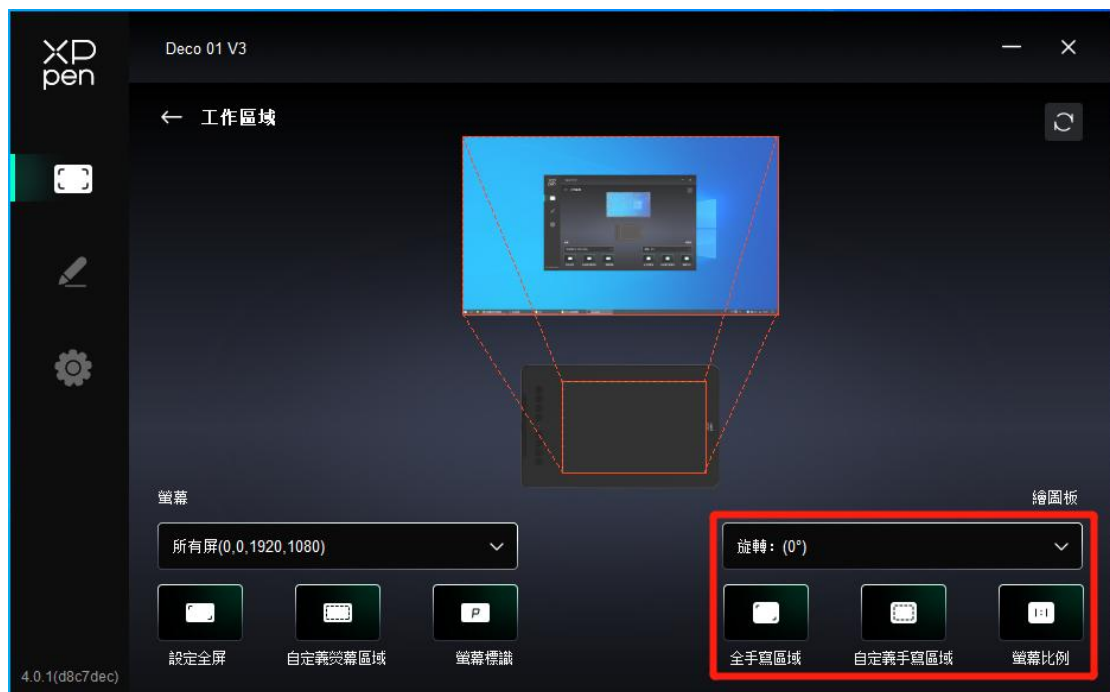 XP
pen
Deco 01 V3
← 工作區域
螢幕
繪圖板
所有屏(0,0,1920,1080)
旋轉：(0°)
P
1:1
設定全屏
自定義熒幕區域
螢幕標識
全手寫區域
自定義手寫區域
螢幕比例
4.0.1(d8c7dec)